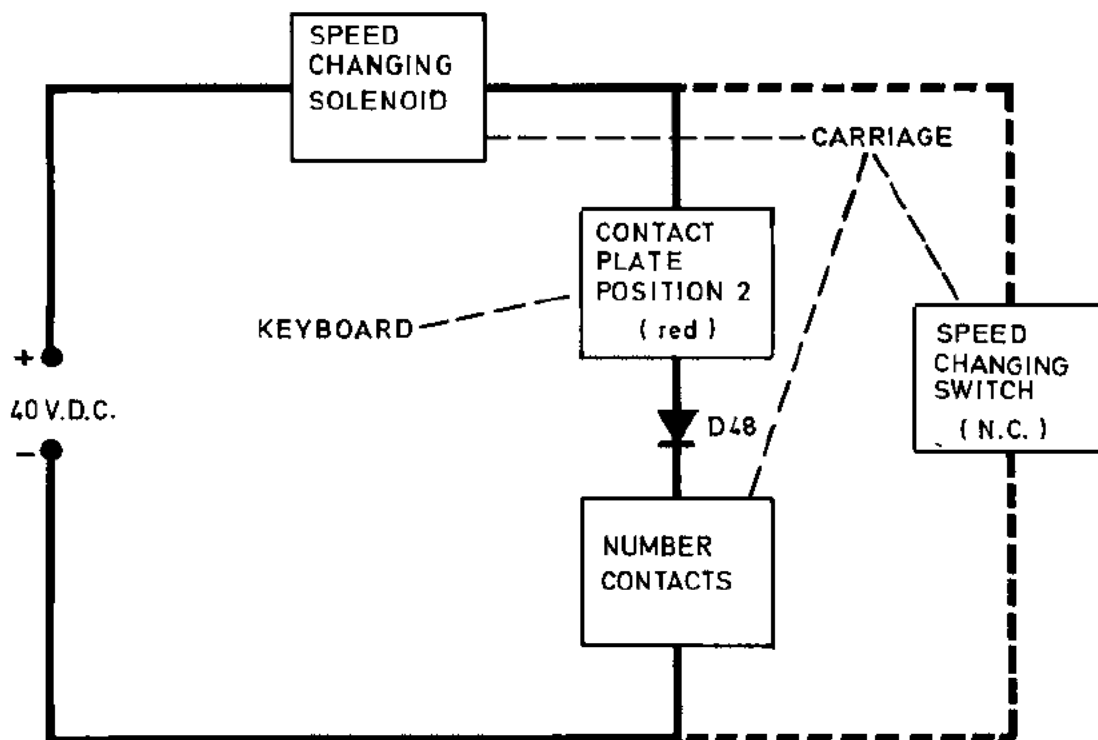 SPEED
CHANGING
SOLENOID
CARRIAGE
CONTACT
PLATE
POSITION 2
(red)
KEYBOARD
SPEED
CHANGING
SWITCH
(N.C.)
+
40 V.D.C.
-
D48
NUMBER
CONTACTS